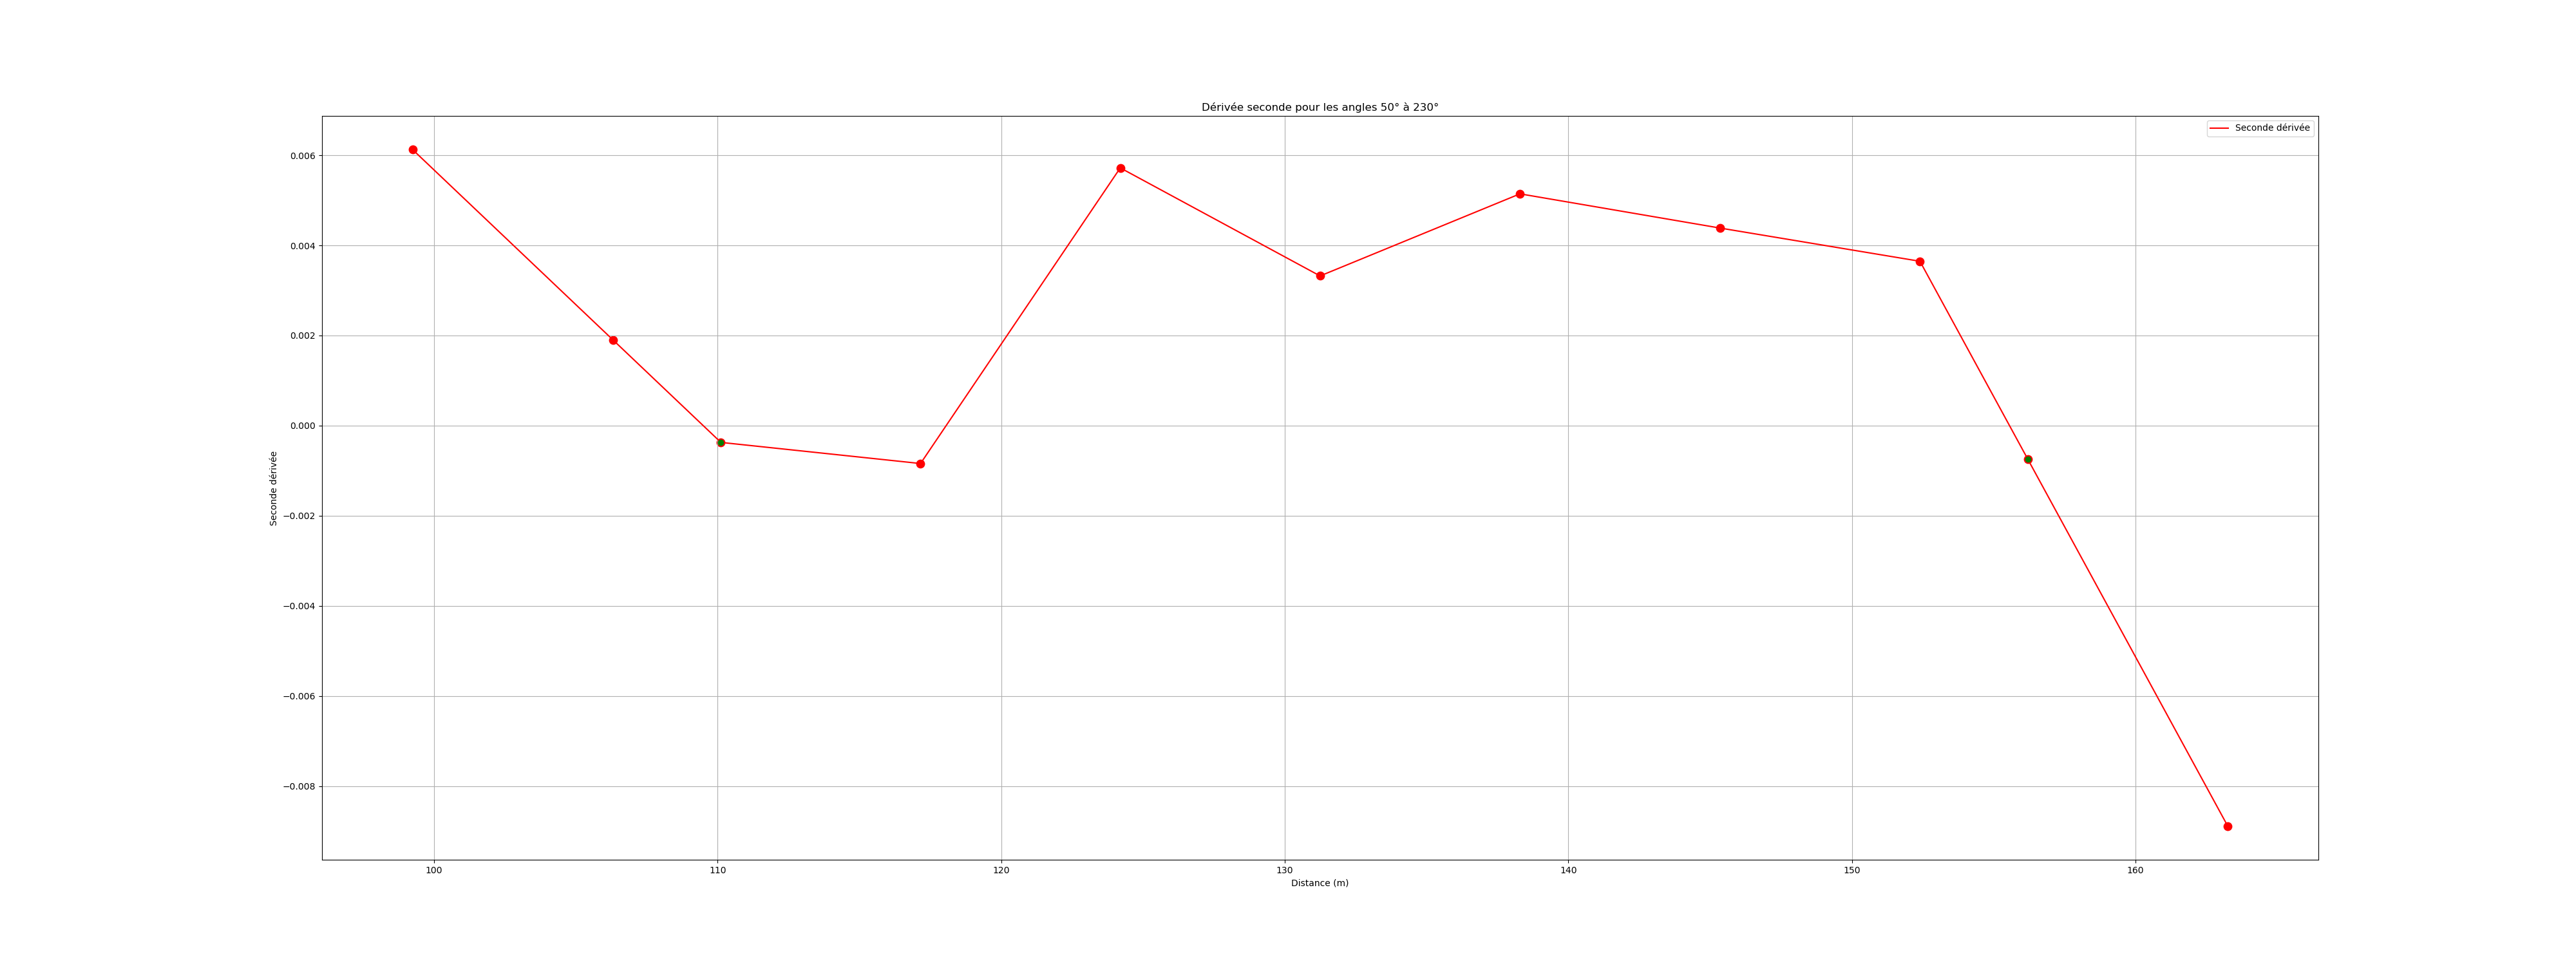 Dérivée seconde pour les angles 50° à 230°
Seconde dérivée
0.006
0.004
0.002
0.000
−0.002
−0.004
−0.006
−0.008
Seconde dérivée
100 110 120 130 140 150 160
Distance (m)